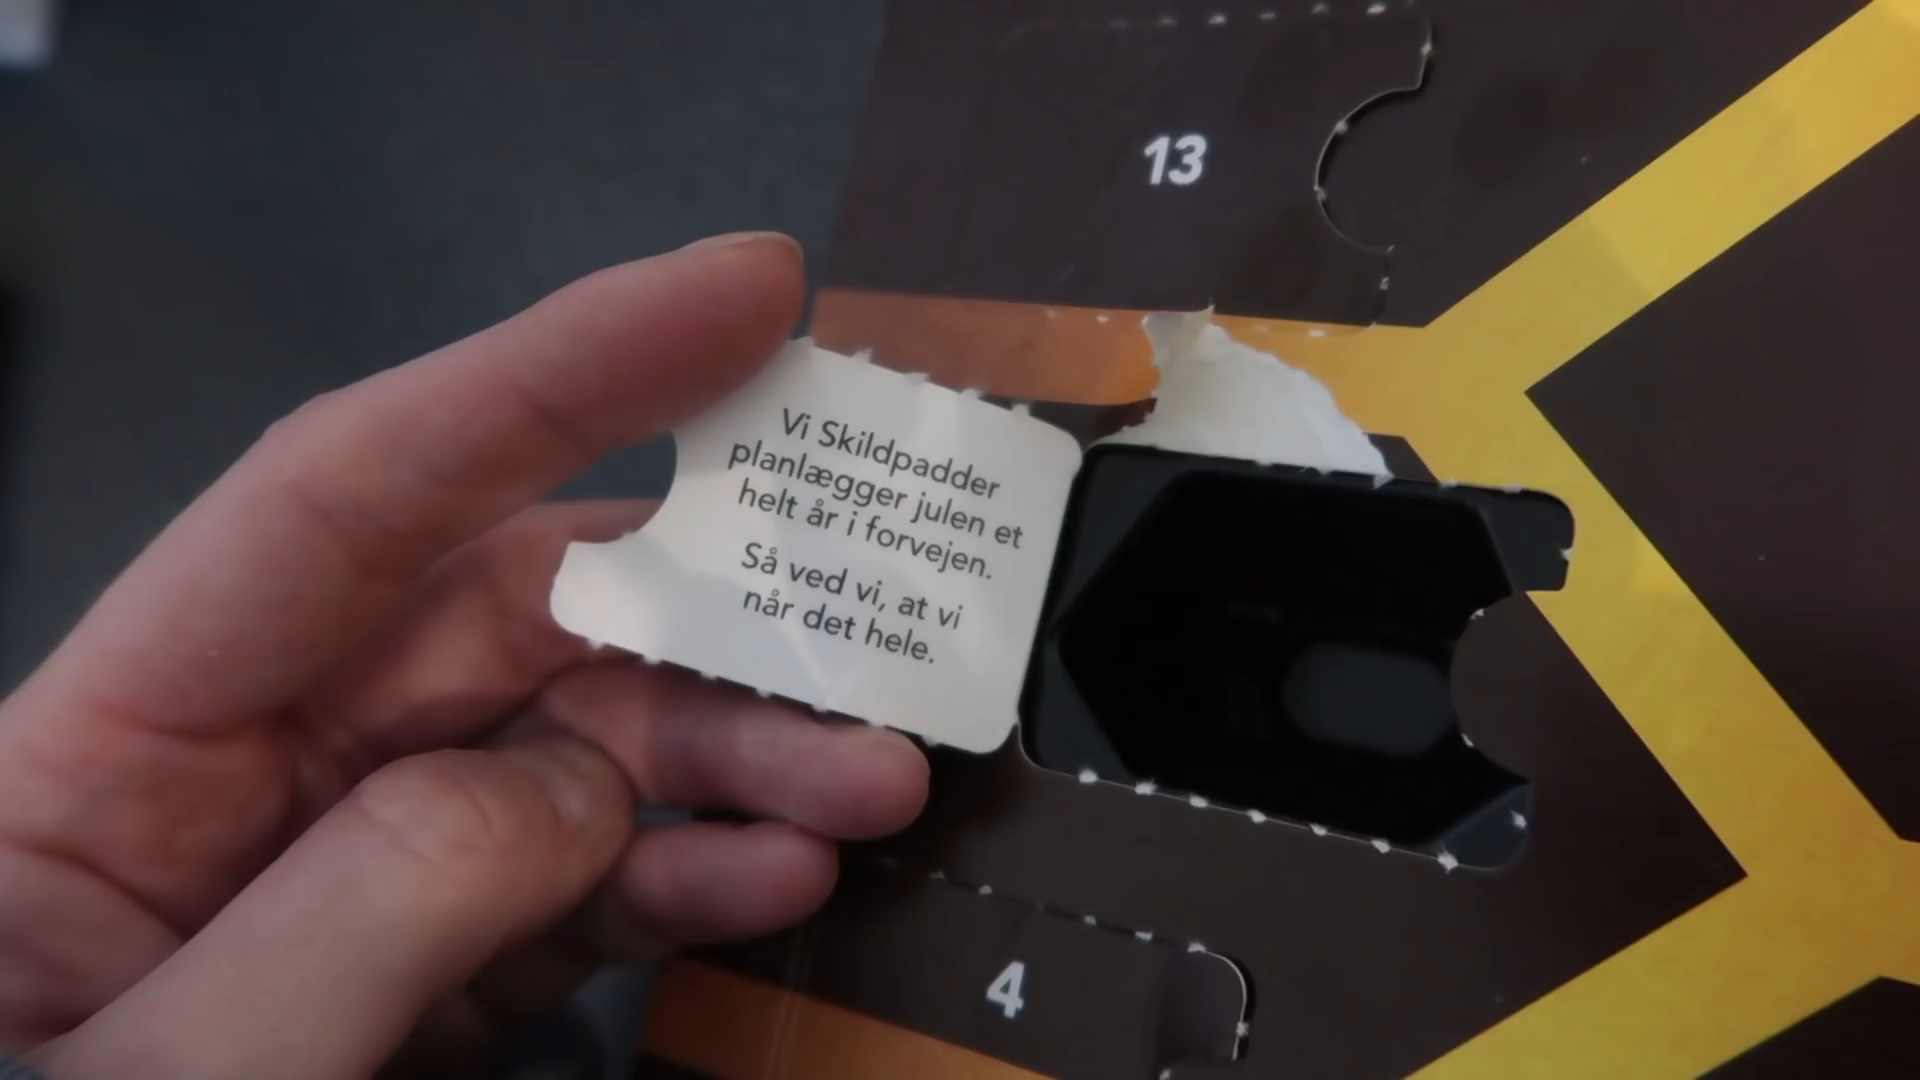 13
Vi Skildpadder
planlægger julen et
helt år i forvejen.
Så ved vi, at vi
når det hele.
4